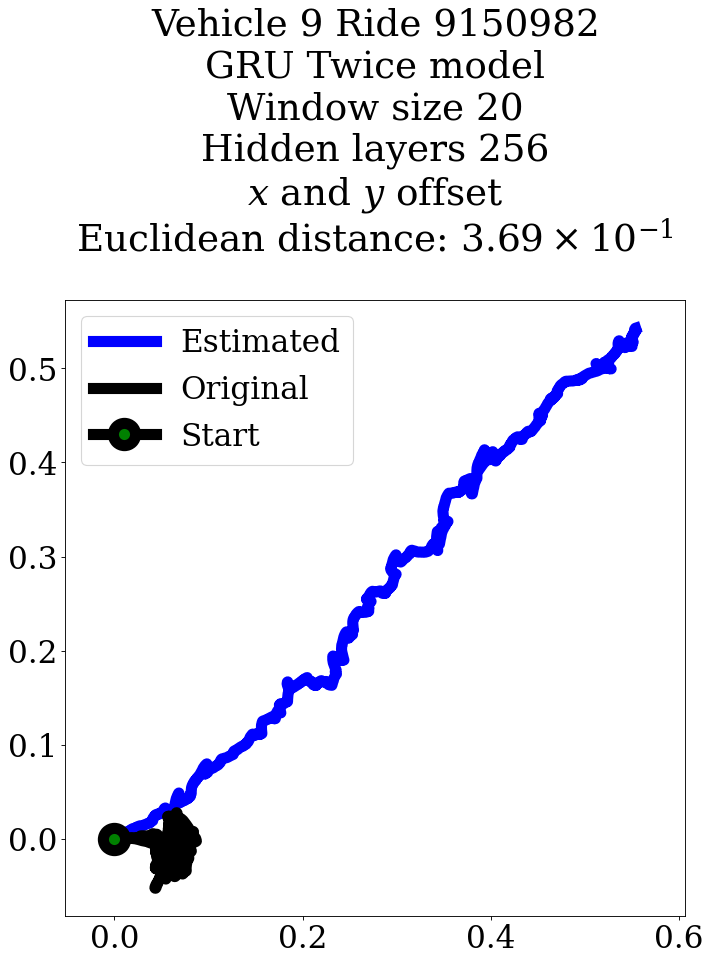 Vehicle 9 Ride 9150982
GRU Twice model
Window size 20
Hidden layers 256
x and y offset
Euclidean distance: 3.69 × 10⁻¹
Estimated
Original
Start
0.5
0.4
0.3
0.2
0.1
0.0
0.0 0.2 0.4 0.6